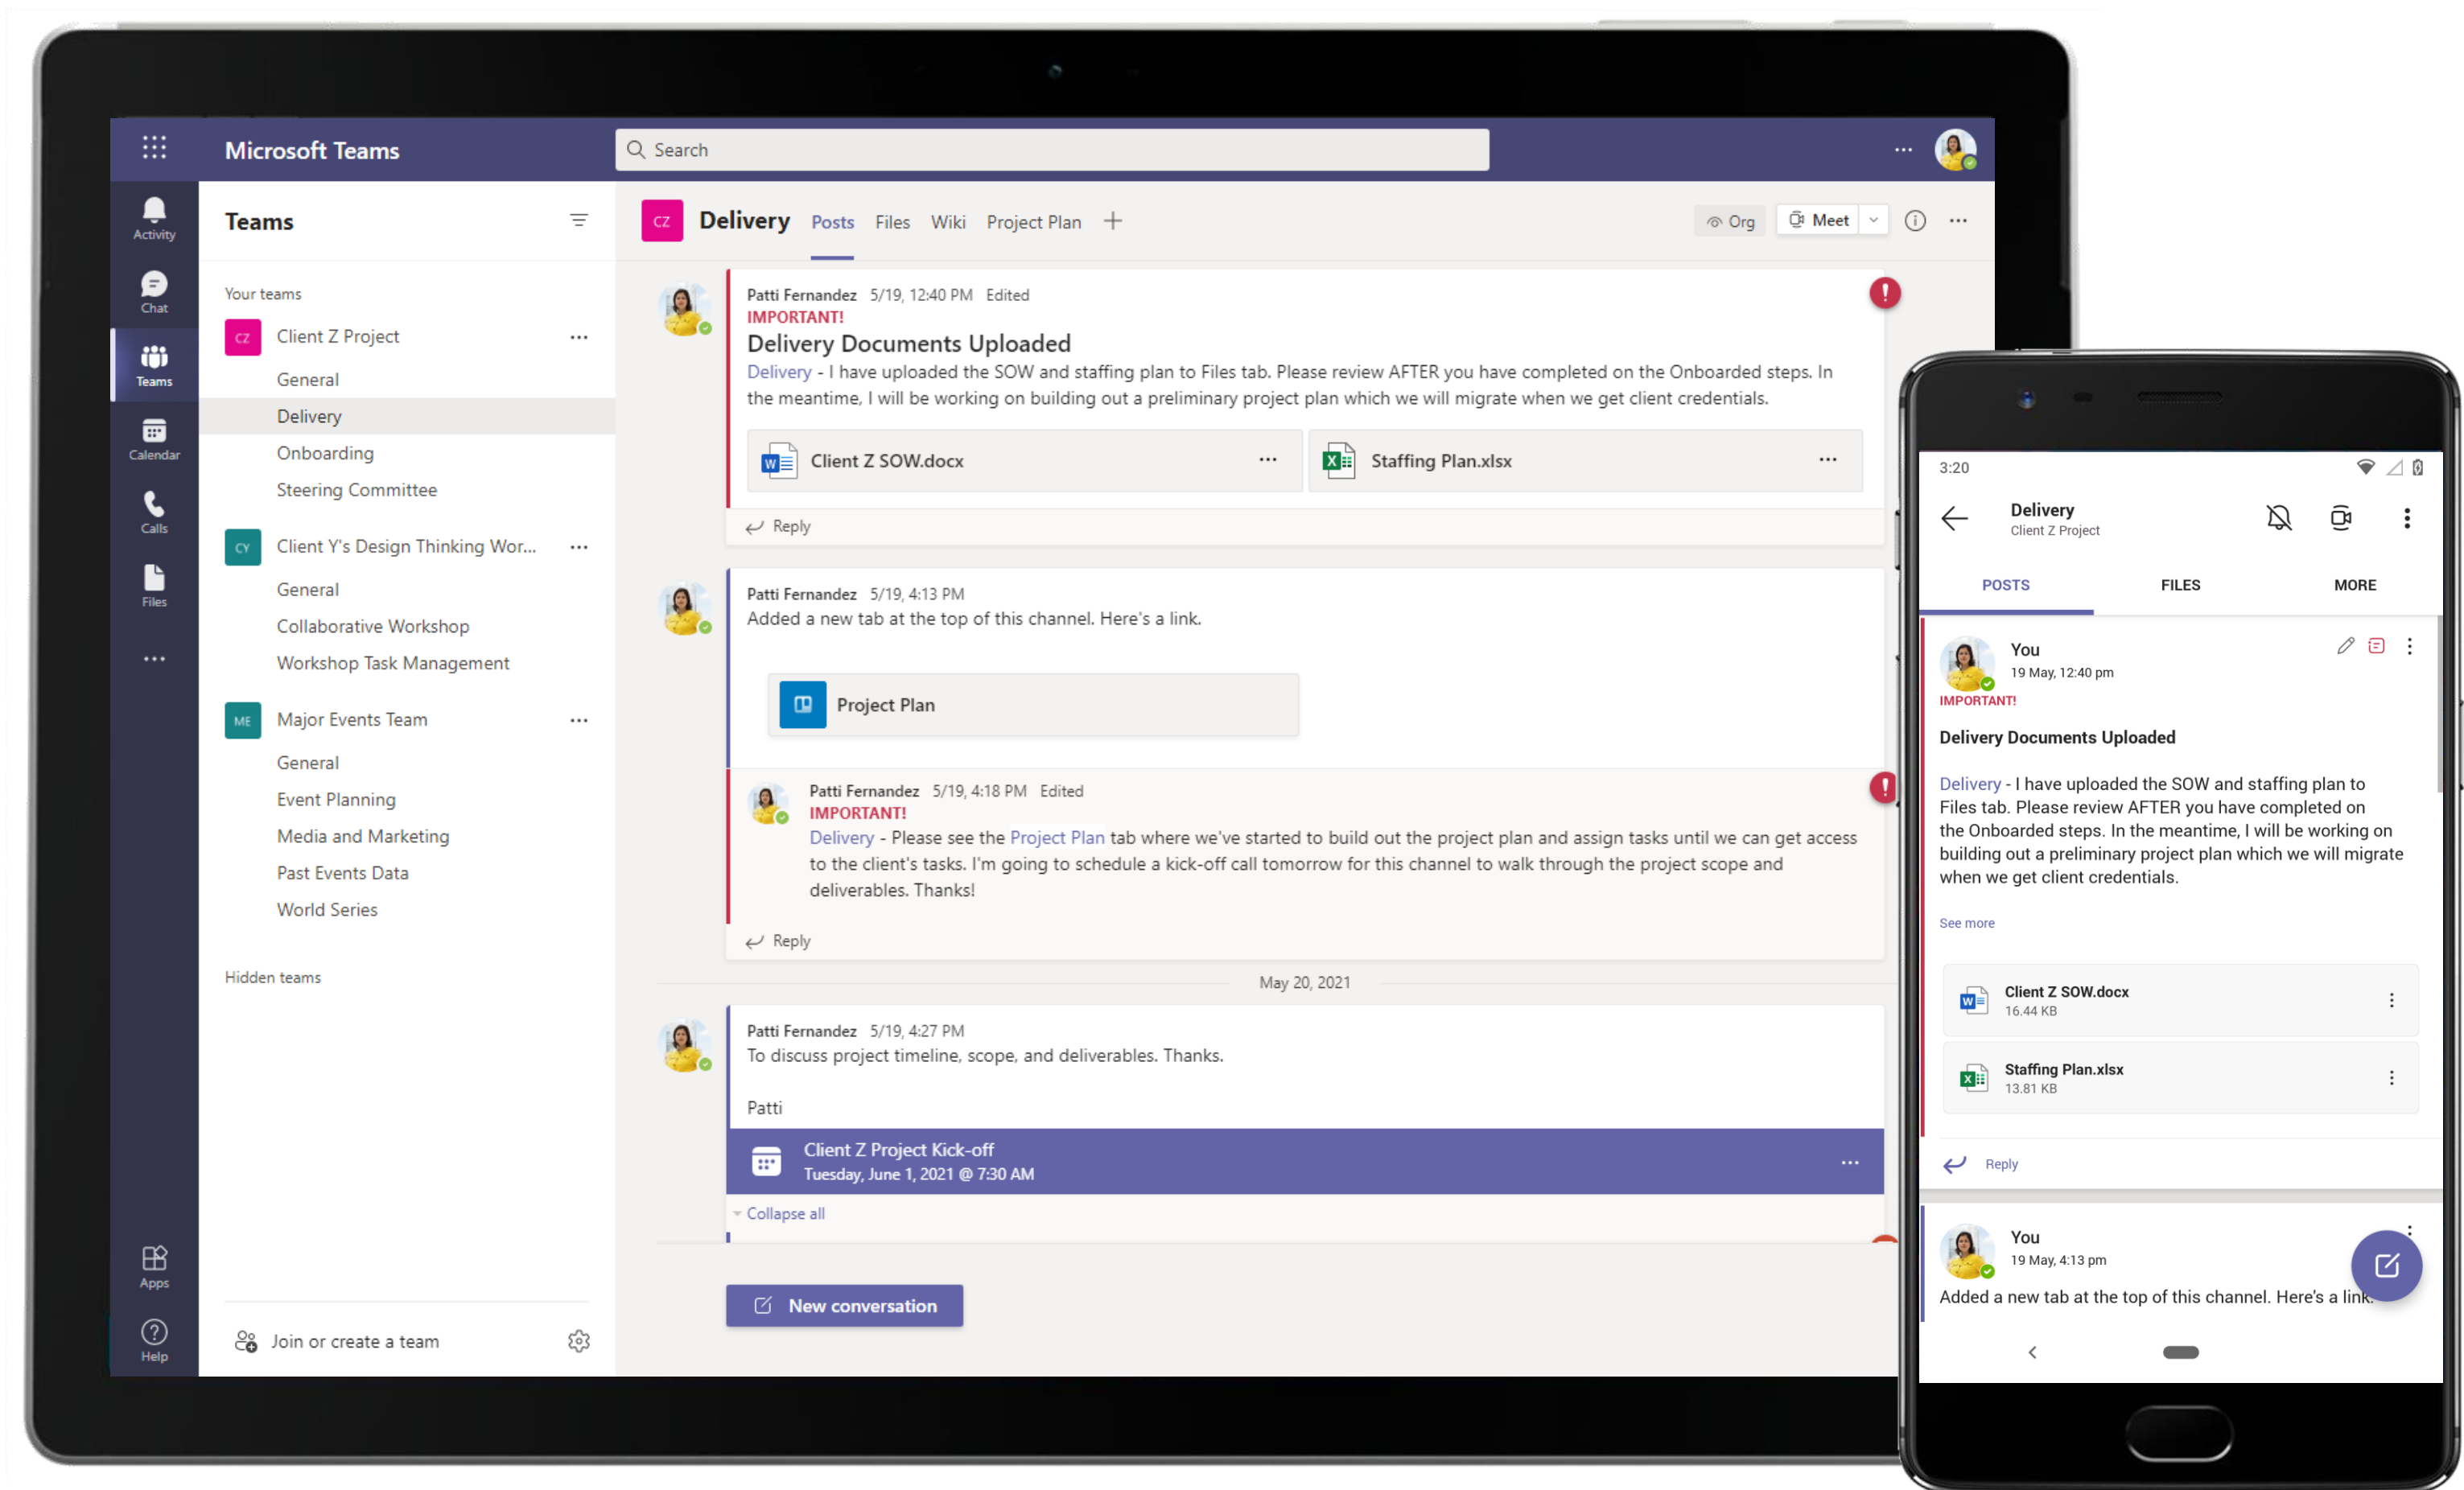 Microsoft Teams
Search
Activity
Chat
Teams
Calendar
Calls
Files
Apps
Help
Teams
Your teams
CZ Client Z Project
General
Delivery
Onboarding
Steering Committee
CY Client Y's Design Thinking Wor...
General
Collaborative Workshop
Workshop Task Management
ME Major Events Team
General
Event Planning
Media and Marketing
Past Events Data
World Series
Hidden teams
Join or create a team
CZ Delivery Posts Files Wiki Project Plan
Org Meet
Patti Fernandez 5/19, 12:40 PM Edited
IMPORTANT!
Delivery Documents Uploaded
Delivery - I have uploaded the SOW and staffing plan to Files tab. Please review AFTER you have completed on the Onboarded steps. In
the meantime, I will be working on building out a preliminary project plan which we will migrate when we get client credentials.
Client Z SOW.docx
Staffing Plan.xlsx
Reply
Patti Fernandez 5/19, 4:13 PM
Added a new tab at the top of this channel. Here's a link.
Project Plan
Patti Fernandez 5/19, 4:18 PM Edited
IMPORTANT!
Delivery - Please see the Project Plan tab where we've started to build out the project plan and assign tasks until we can get access
to the client's tasks. I'm going to schedule a kick-off call tomorrow for this channel to walk through the project scope and
deliverables. Thanks!
Reply
May 20, 2021
Patti Fernandez 5/19, 4:27 PM
To discuss project timeline, scope, and deliverables. Thanks.
Patti
Client Z Project Kick-off
Tuesday, June 1, 2021 @ 7:30 AM
Collapse all
New conversation
3:20
Delivery
Client Z Project
POSTS FILES MORE
You
19 May, 12:40 pm
IMPORTANT!
Delivery Documents Uploaded
Delivery - I have uploaded the SOW and staffing plan to
Files tab. Please review AFTER you have completed on
the Onboarded steps. In the meantime, I will be working on
building out a preliminary project plan which we will migrate
when we get client credentials.
See more
Client Z SOW.docx
16.44 KB
Staffing Plan.xlsx
13.81 KB
Reply
You
19 May, 4:13 pm
Added a new tab at the top of this channel. Here's a link.